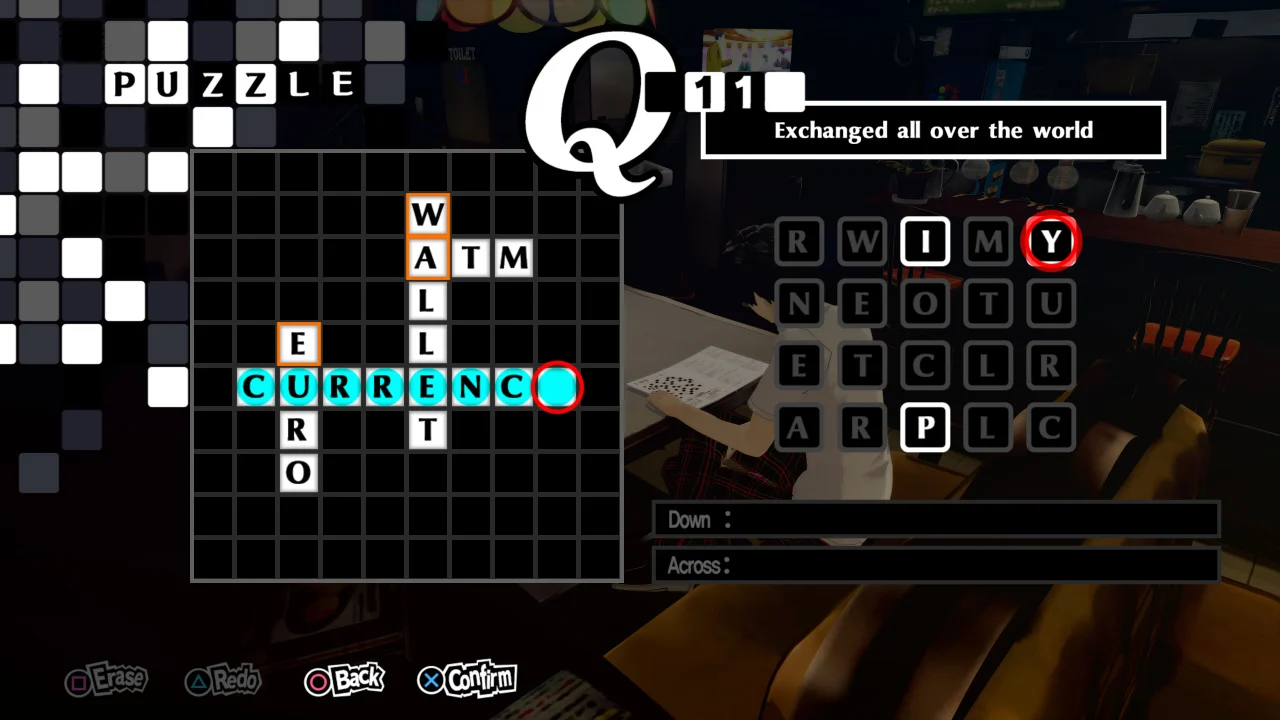 TOILET
PUZZLE
Q 11
Exchanged all over the world
W
ATM
L
E L
CURRENC
R T
O
R W I M Y
N E O T U
E T C L R
A R P L C
Down :
Across:
Erase Redo Back Confirm